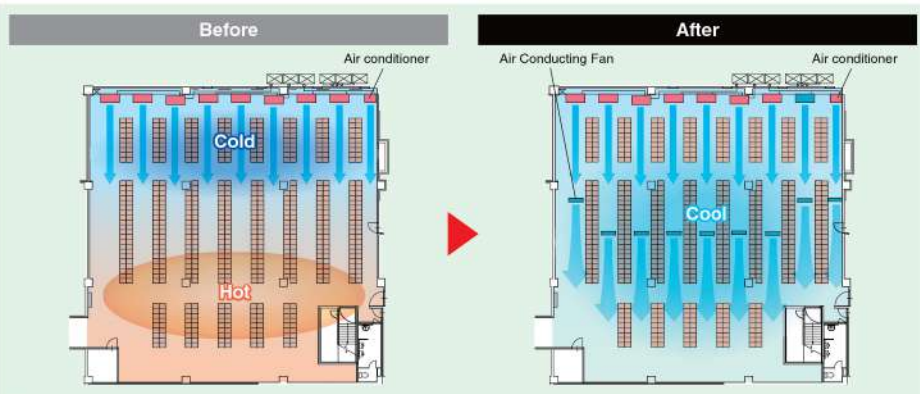 Before
Air conditioner
Cold
Hot
After
Air Conducting Fan
Air conditioner
Cool